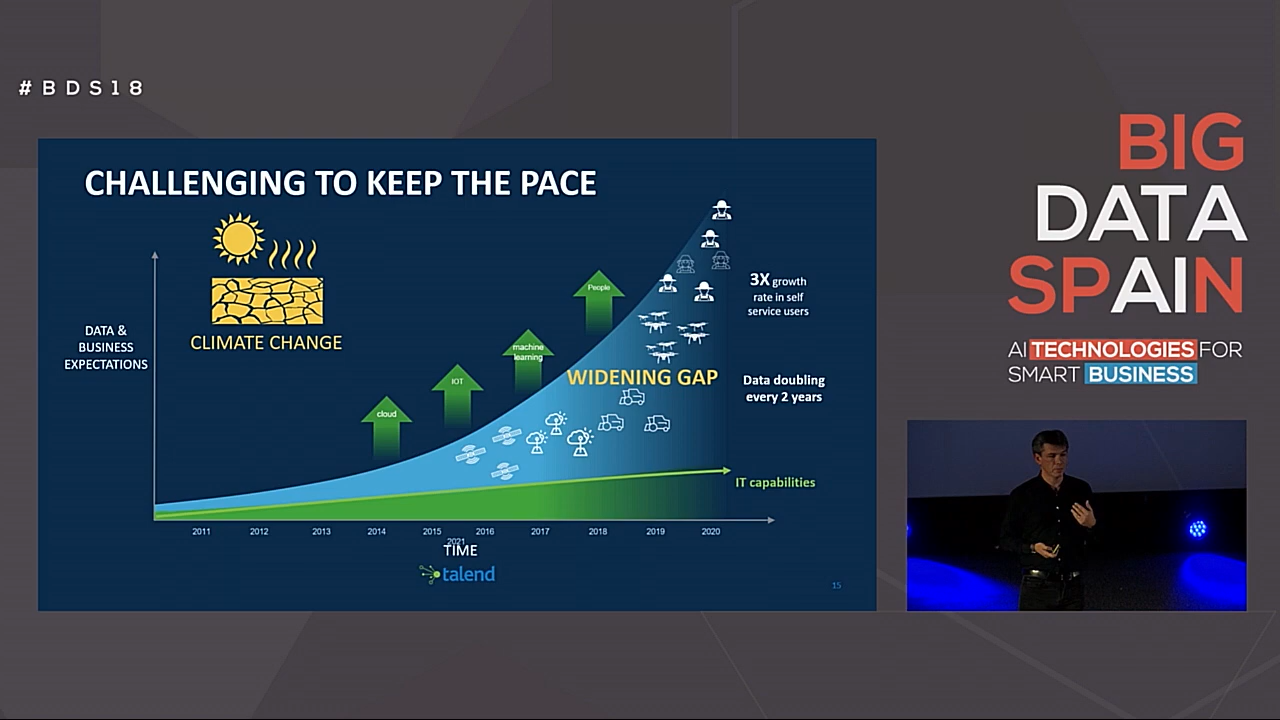 #BDS18
CHALLENGING TO KEEP THE PACE
CLIMATE CHANGE
DATA &
BUSINESS
EXPECTATIONS
cloud
IOT
machine
learning
People
WIDENING GAP
3X growth
rate in self
service users
Data doubling
every 2 years
IT capabilities
2011 2012 2013 2014 2015 2016 2017 2018 2019 2020
2021
TIME
talend
15
BIG
DATA
SPAIN
AI TECHNOLOGIES FOR
SMART BUSINESS